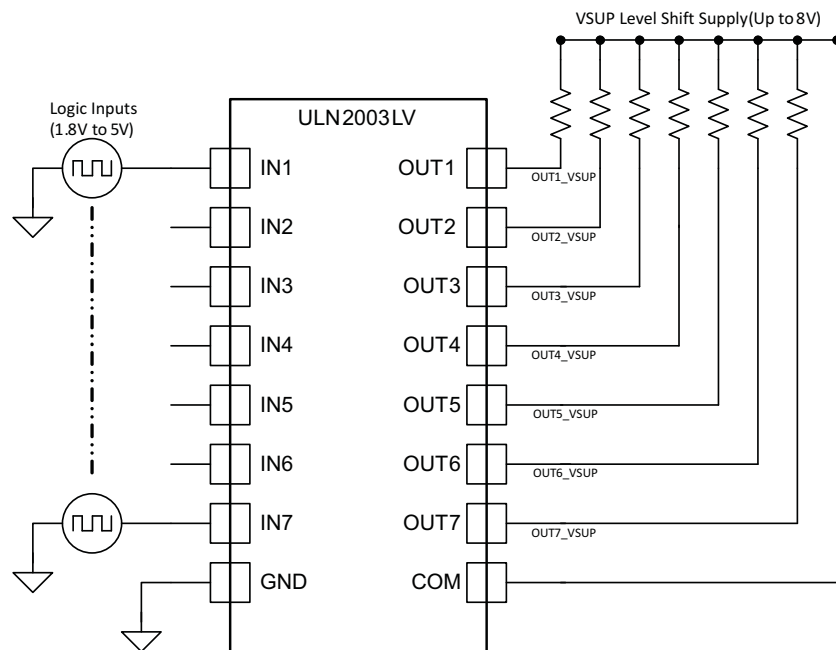 VSUP Level Shift Supply(Up to 8V)
Logic Inputs
(1.8V to 5V)
ULN2003LV
IN1
OUT1
OUT1_VSUP
IN2
OUT2
OUT2_VSUP
IN3
OUT3
OUT3_VSUP
IN4
OUT4
OUT4_VSUP
IN5
OUT5
OUT5_VSUP
IN6
OUT6
OUT6_VSUP
IN7
OUT7
OUT7_VSUP
GND
COM